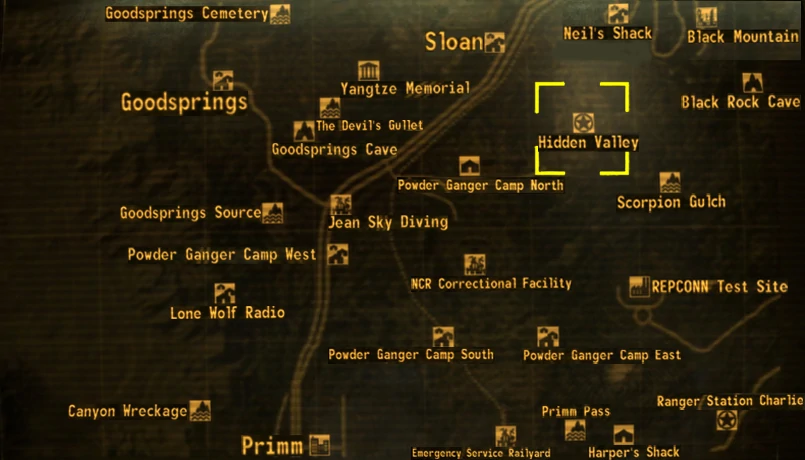 Goodsprings Cemetery
Neil's Shack
Black Mountain
Sloan
Yangtze Memorial
Goodsprings
Black Rock Cave
The Devil's Gullet
Goodsprings Cave
Hidden Valley
Powder Ganger Camp North
Scorpion Gulch
Goodsprings Source
Jean Sky Diving
Powder Ganger Camp West
NCR Correctional Facility
REPCONN Test Site
Lone Wolf Radio
Powder Ganger Camp South
Powder Ganger Camp East
Ranger Station Charlie
Canyon Wreckage
Primm Pass
Primm
Emergency Service Railyard
Harper's Shack